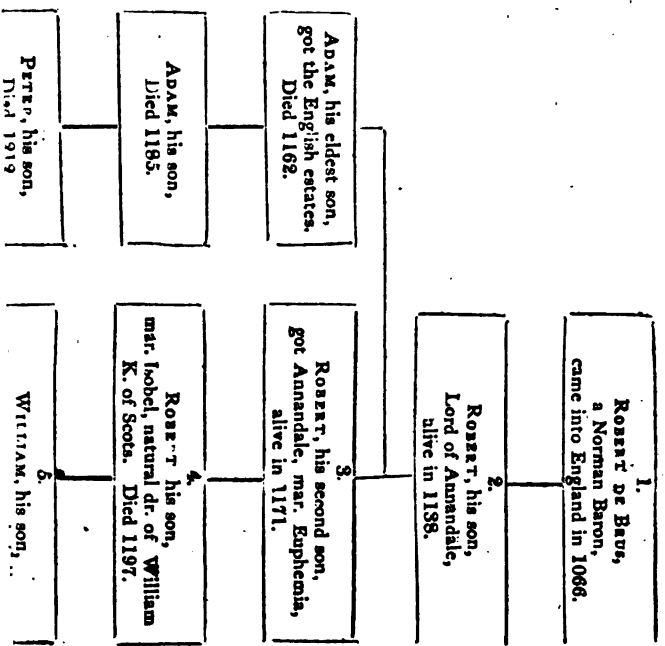 1.
ROBERT DE BRUS,
a Norman Baron,
came into England in 1066.
2.
ROBERT, his son,
Lord of Annandale,
alive in 1138.
ADAM, his eldest son,
got the English estates.
Died 1162.
3.
ROBERT, his second son,
got Annandale, mar. Euphemia,
alive in 1171.
ADAM, his son,
Died 1185.
4.
ROBERT his son,
mar. Isobel, natural dr. of William
K. of Scots. Died 1197.
PETER, his son,
Died
5.
WILLIAM, his son,